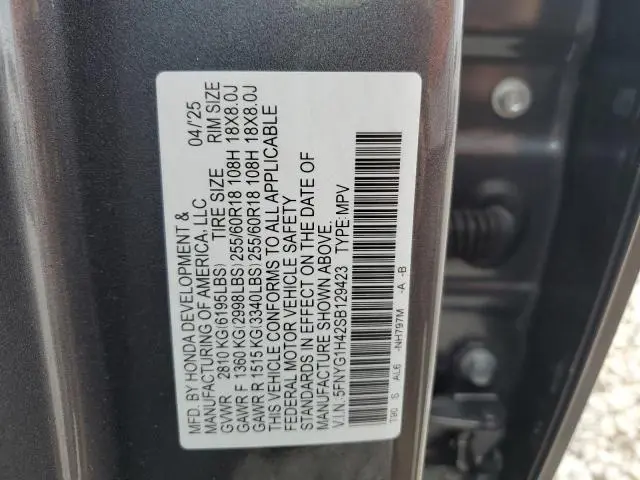 MFD. BY HONDA DEVELOPMENT & 04/'25
MANUFACTURING OF AMERICA, LLC
GVWR 2810 KG(6195LBS) TIRE SIZE RIM SIZE
GAWR F 1360 KG(2998LBS)255/60R18 108H 18X8.0J
GAWR R 1515 KG(3340LBS)255/60R18 108H 18X8.0J
THIS VEHICLE CONFORMS TO ALL APPLICABLE
FEDERAL MOTOR VEHICLE SAFETY
STANDARDS IN EFFECT ON THE DATE OF
MANUFACTURE SHOWN ABOVE.
V.I.N.:5FNYG1H42SB129423 TYPE:MPV
T90 :S AL6 -NH797M -A -B